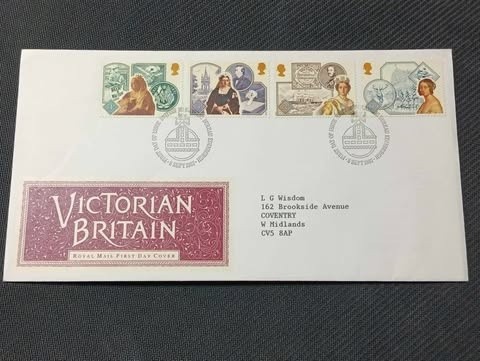 L G Wisdom
162 Brookside Avenue
COVENTRY
W Midlands
CV5 8AP
VICTORIAN
BRITAIN
ROYAL MAIL FIRST DAY COVER